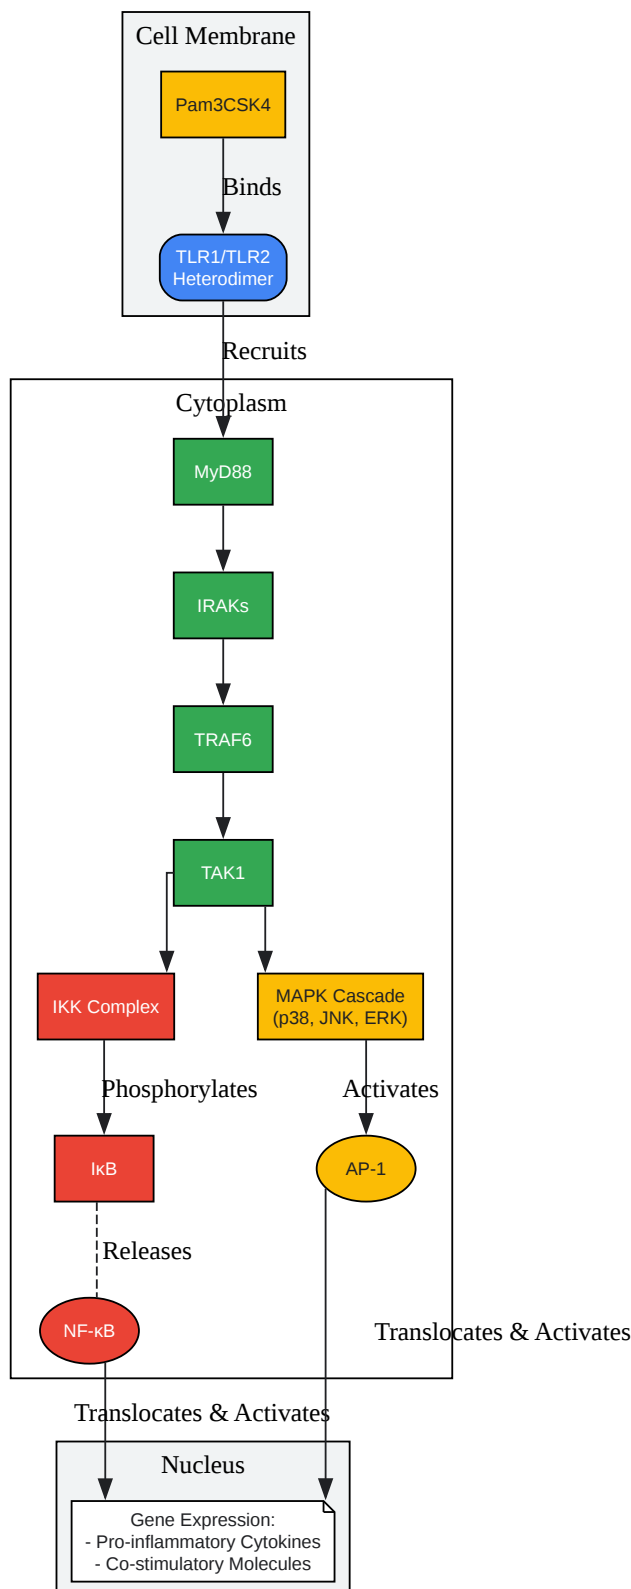 Cell Membrane
Pam3CSK4
Binds
TLR1/TLR2
Heterodimer
Recruits
Cytoplasm
MyD88
IRAKs
TRAF6
TAK1
IKK Complex
MAPK Cascade
(p38, JNK, ERK)
Phosphorylates
Activates
IκB
AP-1
Releases
NF-κB
Translocates & Activates
Translocates & Activates
Nucleus
Gene Expression:
- Pro-inflammatory Cytokines
- Co-stimulatory Molecules